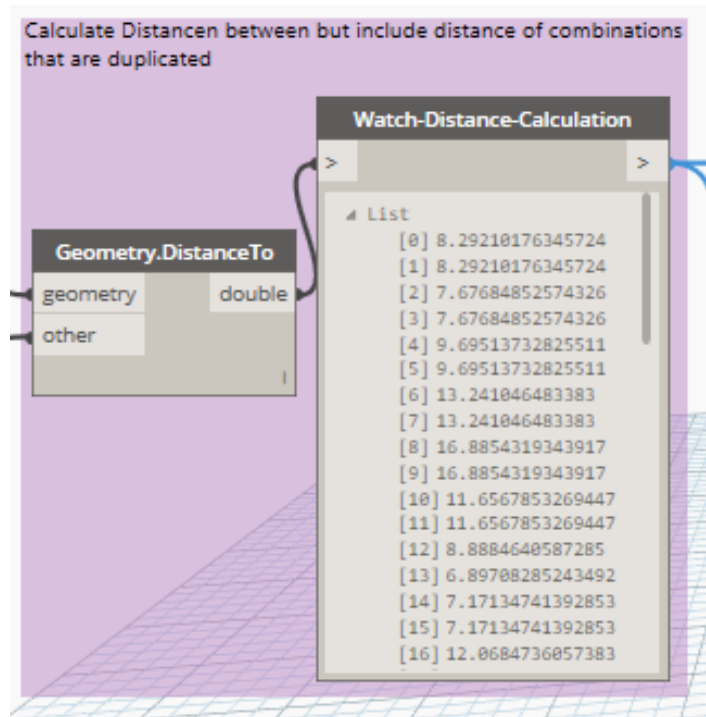 Calculate Distancen between but include distance of combinations
that are duplicated
Watch-Distance-Calculation
> >
List
[0] 8.29210176345724
[1] 8.29210176345724
[2] 7.67684852574326
[3] 7.67684852574326
[4] 9.69513732825511
[5] 9.69513732825511
[6] 13.241046483383
[7] 13.241046483383
[8] 16.8854319343917
[9] 16.8854319343917
[10] 11.6567853269447
[11] 11.6567853269447
[12] 8.8884640587285
[13] 6.89708285243492
[14] 7.17134741392853
[15] 7.17134741392853
[16] 12.0684736057383
Geometry.DistanceTo
geometry double
other
l